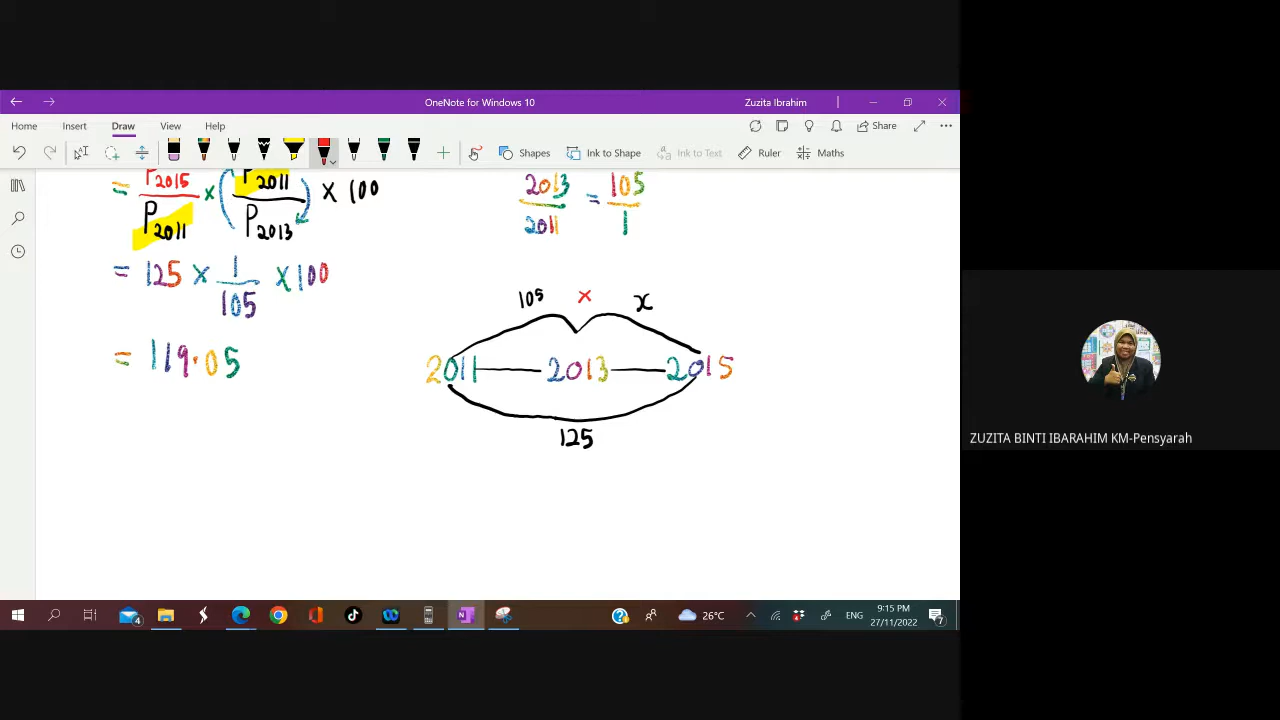 OneNote for Windows 10
Zuzita Ibrahim
Home Insert Draw View Help
Share
Shapes Ink to Shape Ink to Text Ruler Maths
= P2015/P2011 × (P2011/P2013) × 100
= 125 × 1/105 × 100
= 119.05
2013/2011 = 105/1
105 × x
2011 — 2013 — 2015
125
ZUZITA BINTI IBARAHIM KM-Pensyarah
4
26°C
ENG
9:15 PM
27/11/2022
7